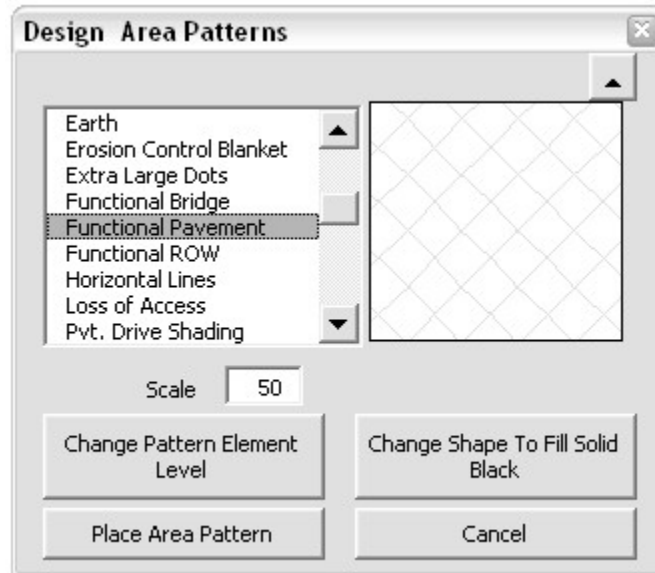 Design Area Patterns
Earth
Erosion Control Blanket
Extra Large Dots
Functional Bridge
Functional Pavement
Functional ROW
Horizontal Lines
Loss of Access
Pvt. Drive Shading
Scale 50
Change Pattern Element
Level
Change Shape To Fill Solid
Black
Place Area Pattern
Cancel